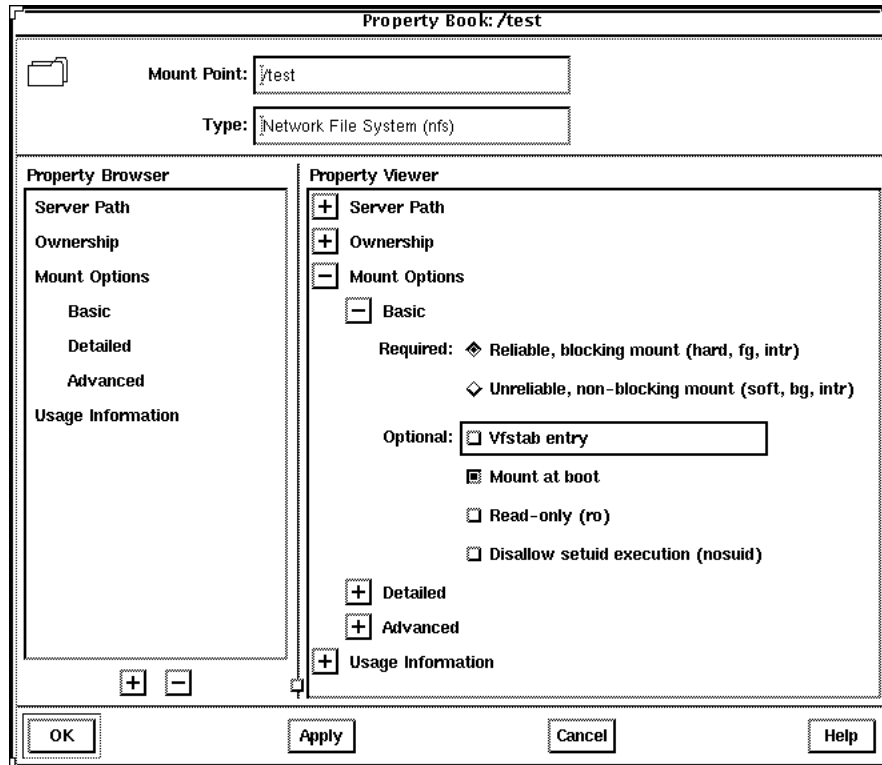 Property Book: /test
Mount Point: /test
Type: Network File System (nfs)
Property Browser
Server Path
Ownership
Mount Options
Basic
Detailed
Advanced
Usage Information
Property Viewer
Server Path
Ownership
Mount Options
Basic
Required: Reliable, blocking mount (hard, fg, intr)
Unreliable, non-blocking mount (soft, bg, intr)
Optional: Vfstab entry
Mount at boot
Read-only (ro)
Disallow setuid execution (nosuid)
Detailed
Advanced
Usage Information
OK Apply Cancel Help